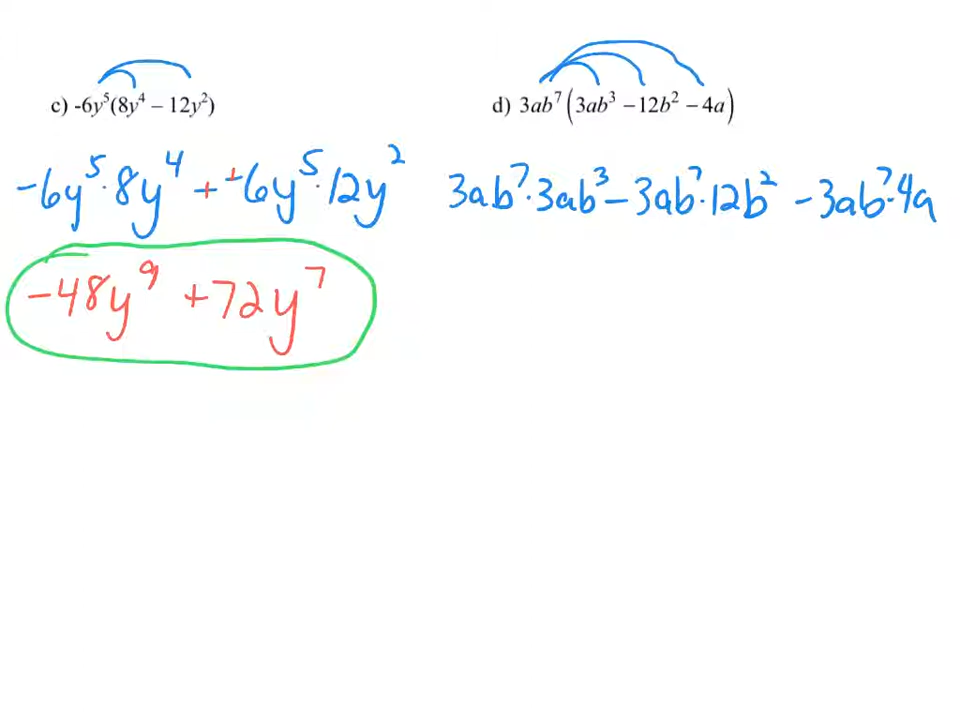 c) -6y⁵(8y⁴ – 12y²)
-6y⁵·8y⁴ + +6y⁵·12y²
-48y⁹ +72y⁷
d) 3ab⁷(3ab³ – 12b² – 4a)
3ab⁷·3ab³ – 3ab⁷·12b² – 3ab⁷·4a